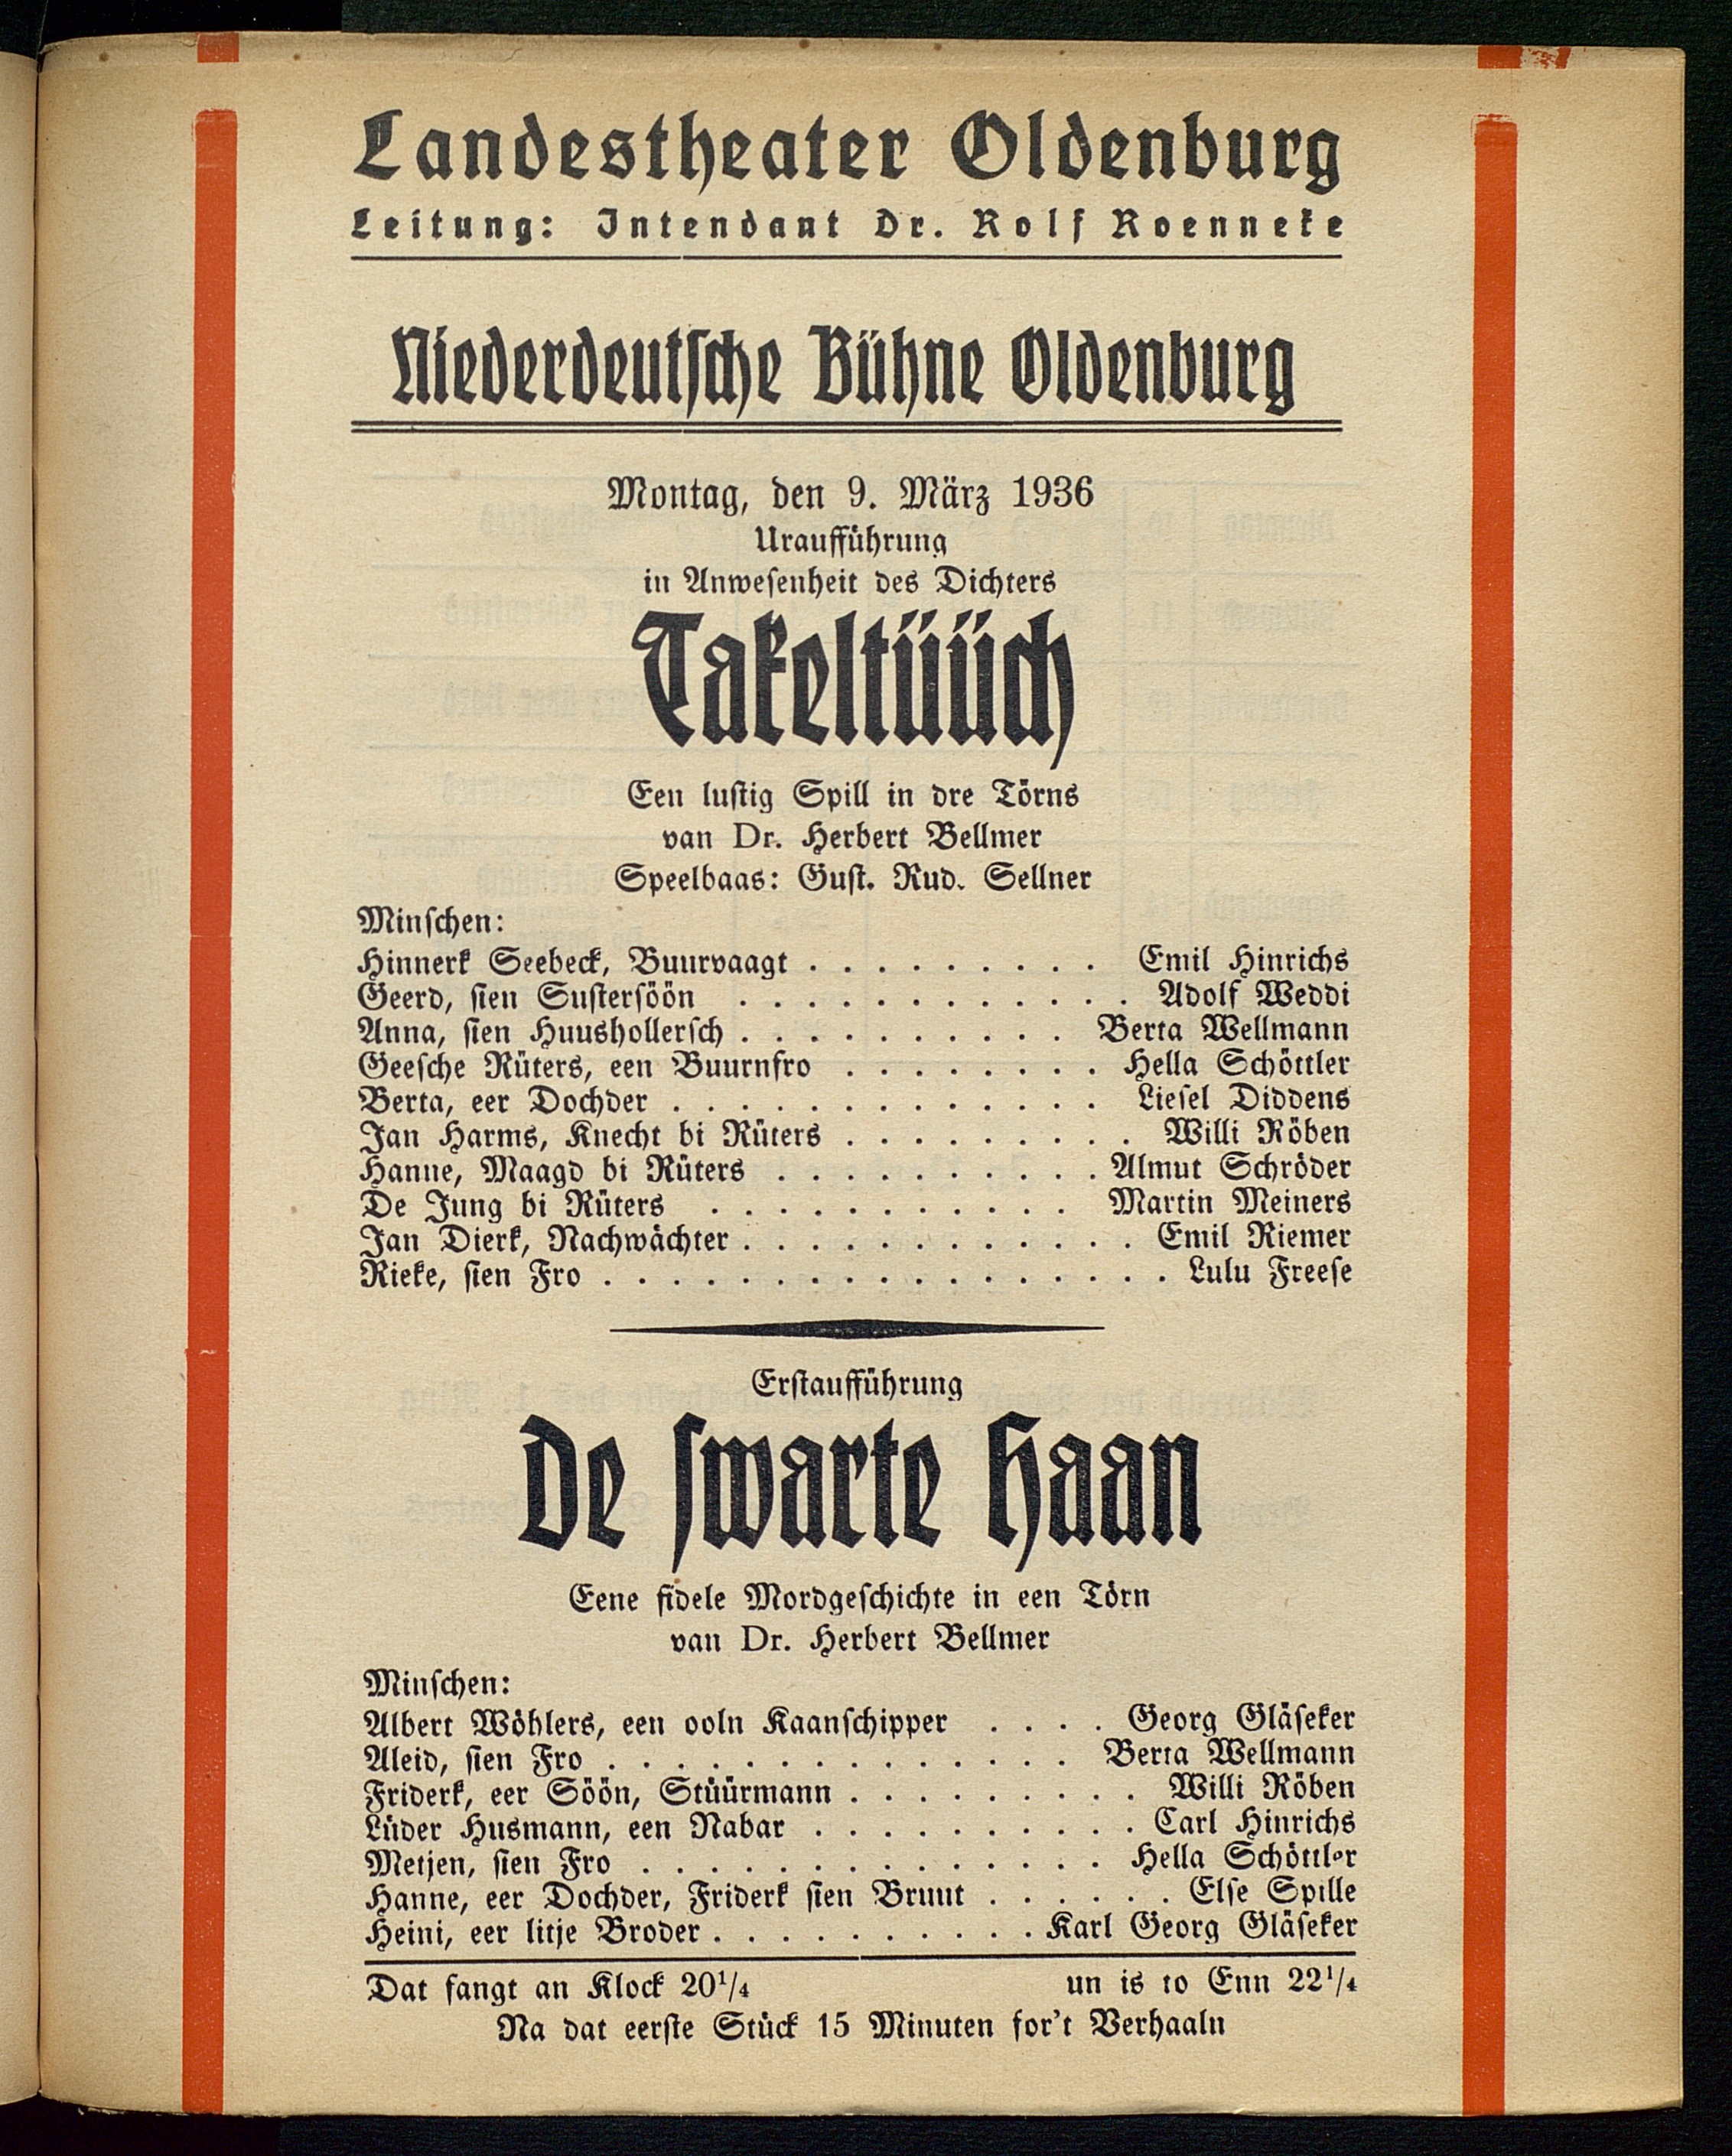 Landestheater Oldenburg
Leitung: Intendant Dr. Rolf Roenneke
Niederdeutsche Bühne Oldenburg
Montag, den 9. März 1936
Uraufführung
in Anwesenheit des Dichters
Takeltüüch
Een lustig Spill in dre Törns
van Dr. Herbert Bellmer
Speelbaas: Gust. Rud. Sellner
Minschen:
Hinnerk Seebeck, Buurvaagt . . . . . . . . . Emil Hinrichs
Geerd, sien Sustersöön . . . . . . . . . . . . Adolf Weddi
Anna, sien Huushollersch . . . . . . . . . . Berta Wellmann
Geesche Rüters, een Buurnfro . . . . . . . . Hella Schöttler
Berta, eer Dochder . . . . . . . . . . . . . Liesel Diddens
Jan Harms, Knecht bi Rüters . . . . . . . . . Willi Röben
Hanne, Maagd bi Rüters . . . . . . . . . . Almut Schröder
De Jung bi Rüters . . . . . . . . . . . Martin Meiners
Jan Dierk, Nachwächter . . . . . . . . . . . . Emil Riemer
Rieke, sien Fro . . . . . . . . . . . . . . . . . Lulu Freese
Erstaufführung
De swarte Haan
Eene fidele Mordgeschichte in een Törn
van Dr. Herbert Bellmer
Minschen:
Albert Wöhlers, een ooln Kaanschipper . . . . Georg Gläseker
Aleid, sien Fro . . . . . . . . . . . . . . Berta Wellmann
Friderk, eer Söön, Stüürmann . . . . . . . . . Willi Röben
Lüder Husmann, een Nabar . . . . . . . . . . Carl Hinrichs
Metjen, sien Fro . . . . . . . . . . . . . . Hella Schöttler
Hanne, eer Dochder, Friderk sien Bruut . . . . . . Else Spille
Heini, eer litje Broder . . . . . . . . . . Karl Georg Gläseker
Dat fangt an Klock 20¼ un is to Enn 22¼
Na dat eerste Stück 15 Minuten for't Verhaaln